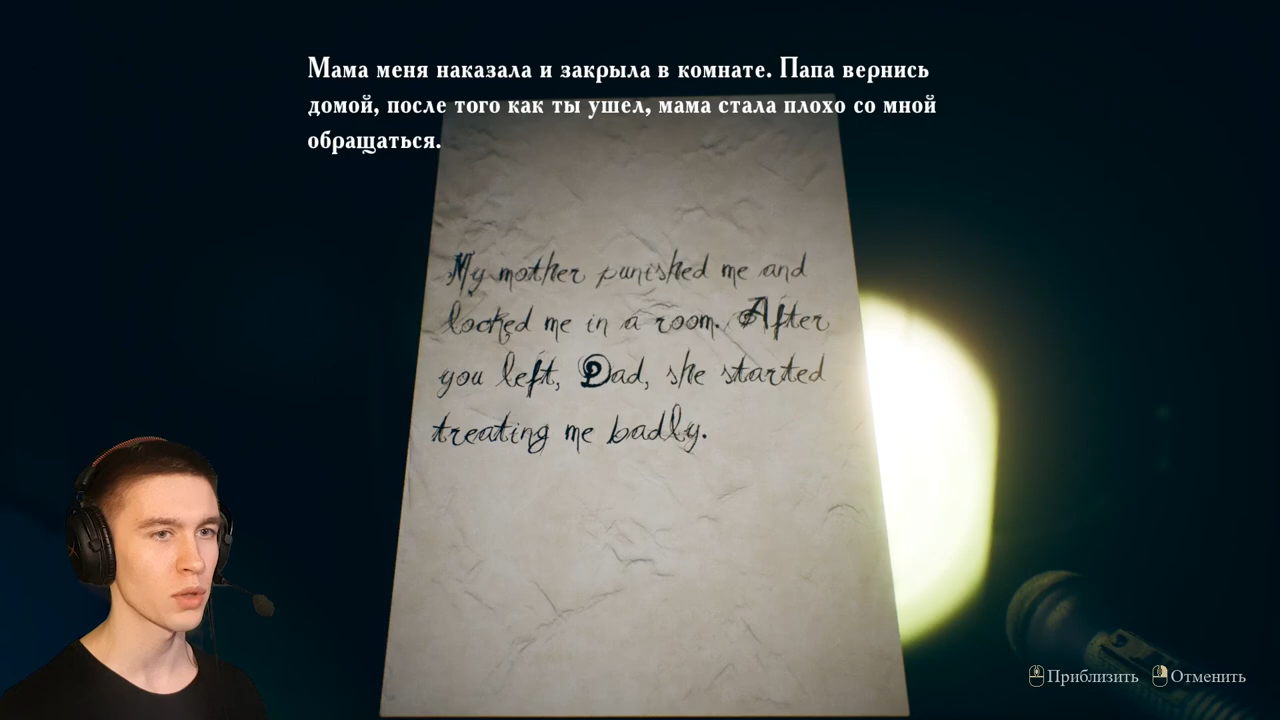 Мама меня наказала и закрыла в комнате. Папа вернись
домой, после того как ты ушел, мама стала плохо со мной
обращаться.
My mother punished me and
locked me in a room. After
you left, Dad, she started
treating me badly.
Приблизить Отменить